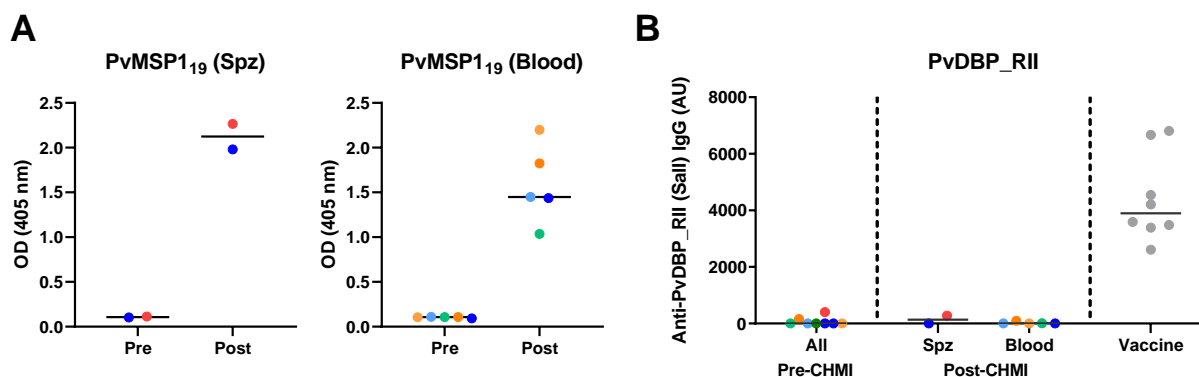 A
PvMSP1₁₉ (Spz)
OD (405 nm)
2.5
2.0
1.5
1.0
0.5
0.0
Pre
Post
PvMSP1₁₉ (Blood)
OD (405 nm)
2.5
2.0
1.5
1.0
0.5
0.0
Pre
Post
B
PvDBP_RII
Anti-PvDBP_RII (SalI) IgG (AU)
8000
6000
4000
2000
0
All
Spz
Blood
Vaccine
Pre-CHMI
Post-CHMI